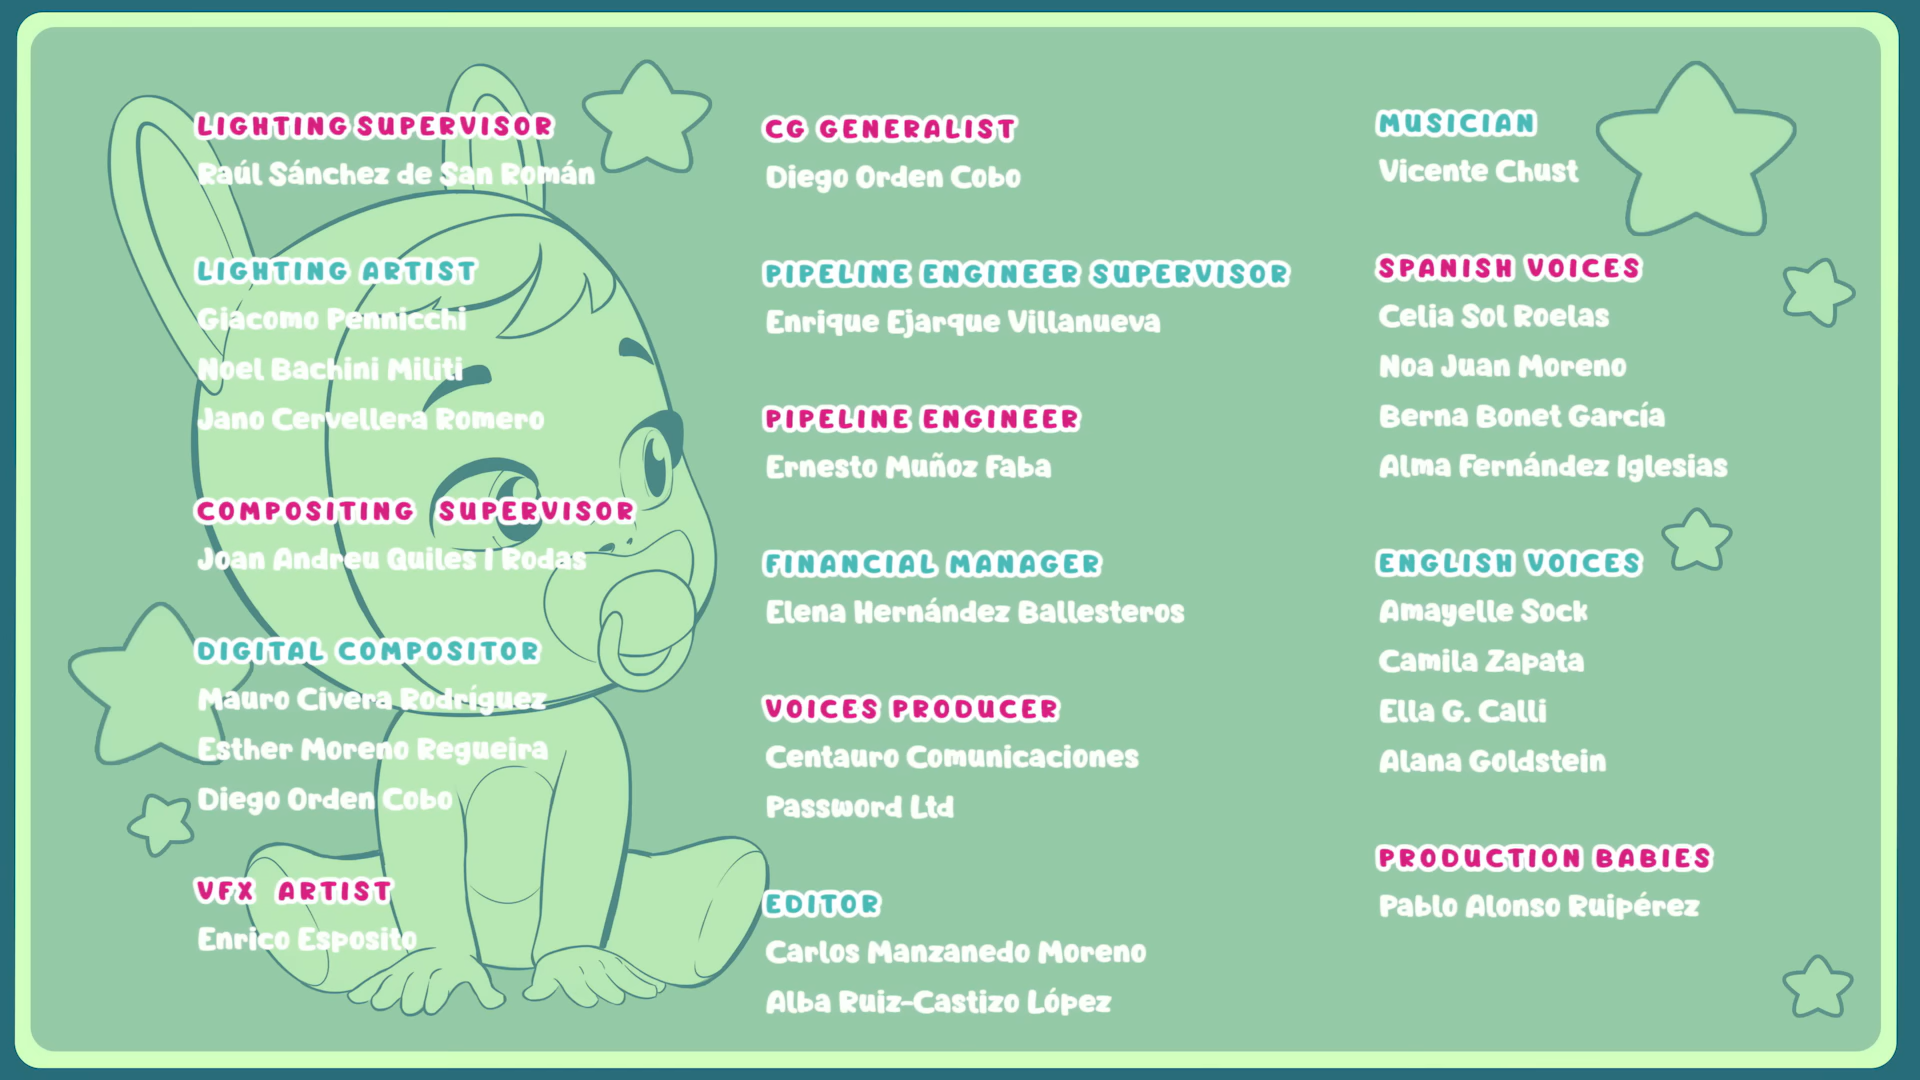 LIGHTING SUPERVISOR
Raúl Sánchez de San Román
LIGHTING ARTIST
Giacomo Pennicchi
Noel Bachini Militi
Jano Cervellera Romero
COMPOSITING SUPERVISOR
Joan Andreu Quiles I Rodas
DIGITAL COMPOSITOR
Mauro Civera Rodríguez
Esther Moreno Regueira
Diego Orden Cobo
VFX ARTIST
Enrico Esposito
CG GENERALIST
Diego Orden Cobo
PIPELINE ENGINEER SUPERVISOR
Enrique Ejarque Villanueva
PIPELINE ENGINEER
Ernesto Muñoz Faba
FINANCIAL MANAGER
Elena Hernández Ballesteros
VOICES PRODUCER
Centauro Comunicaciones
Password Ltd
EDITOR
Carlos Manzanedo Moreno
Alba Ruiz-Castizo López
MUSICIAN
Vicente Chust
SPANISH VOICES
Celia Sol Roelas
Noa Juan Moreno
Berna Bonet García
Alma Fernández Iglesias
ENGLISH VOICES
Amayelle Sock
Camila Zapata
Ella G. Calli
Alana Goldstein
PRODUCTION BABIES
Pablo Alonso Ruipérez